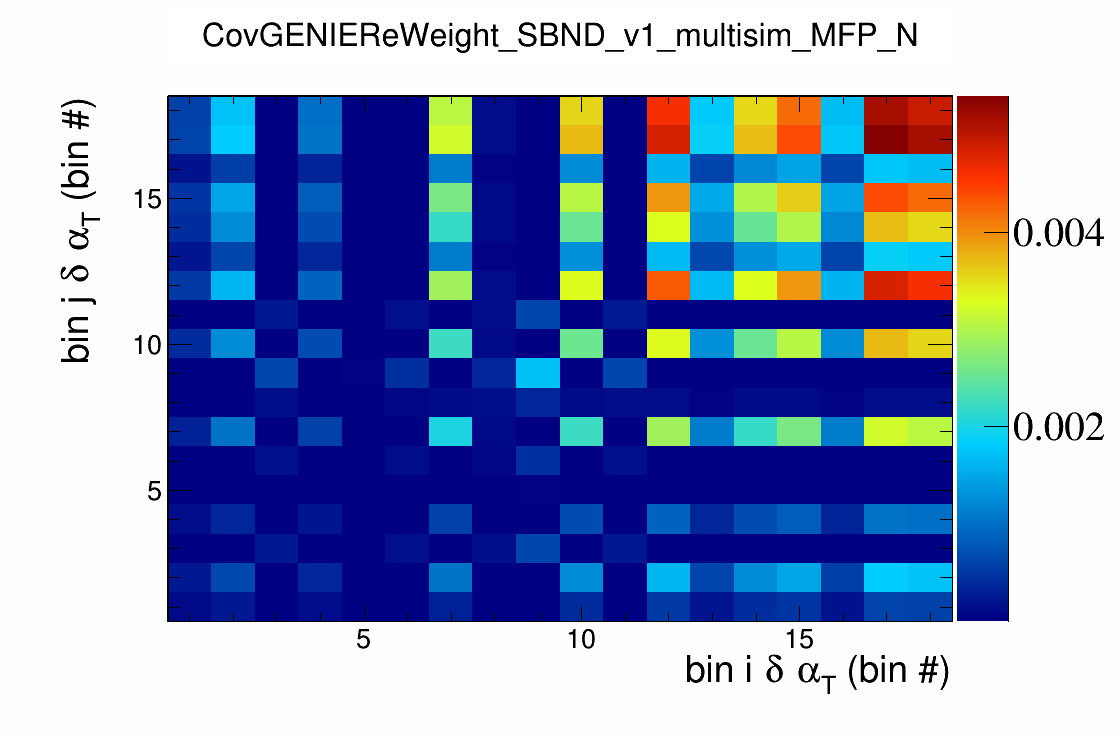 CovGENIEReWeight_SBND_v1_multisim_MFP_N
bin j δ α_T (bin #)
15
10
5
5
10
15
bin i δ α_T (bin #)
0.004
0.002